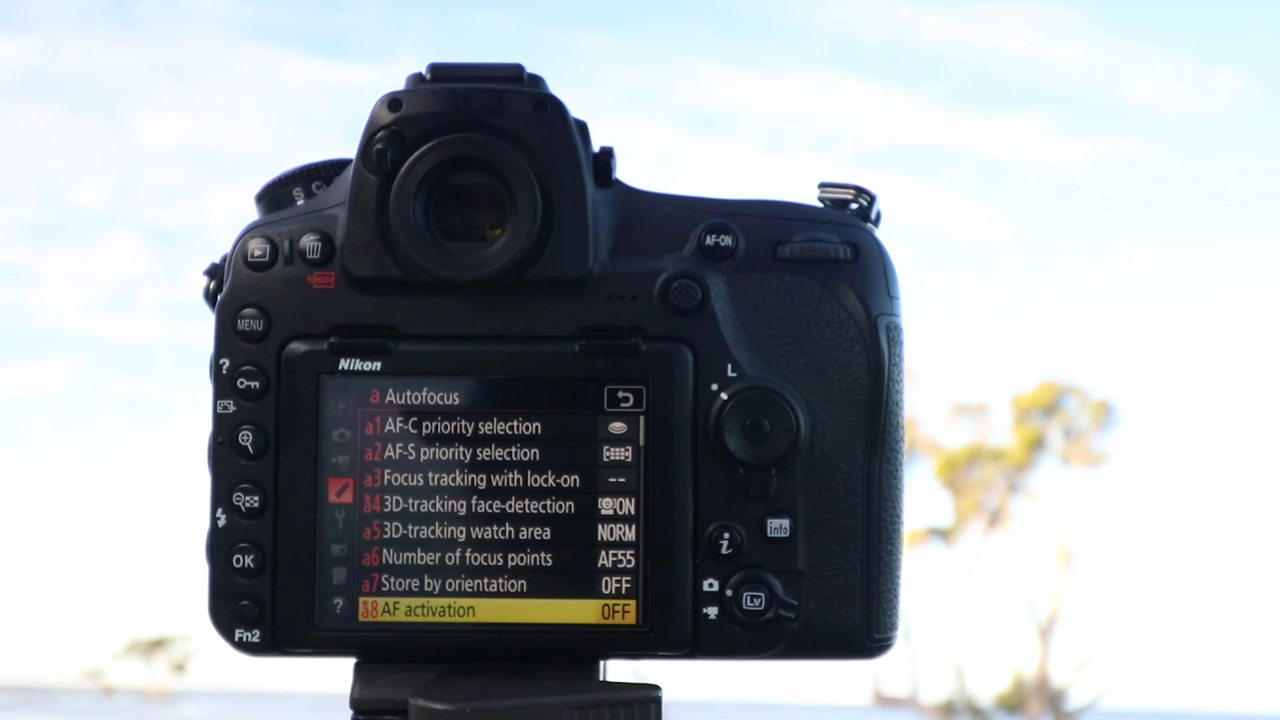 S
AF-ON
FORMAT
MENU
L
?
Nikon
a Autofocus
a1 AF-C priority selection
a2 AF-S priority selection
a3 Focus tracking with lock-on --
a4 3D-tracking face-detection ON
a5 3D-tracking watch area NORM
a6 Number of focus points AF55
a7 Store by orientation OFF
a8 AF activation OFF
?
info
i
OK
Lv
Fn2